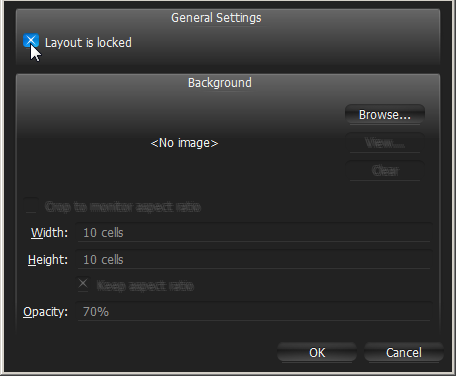 General Settings
Layout is locked
Background
Browse...
<No image>
View...
Clear
Crop to monitor aspect ratio
Width: 10 cells
Height: 10 cells
Keep aspect ratio
Opacity: 70%
OK Cancel